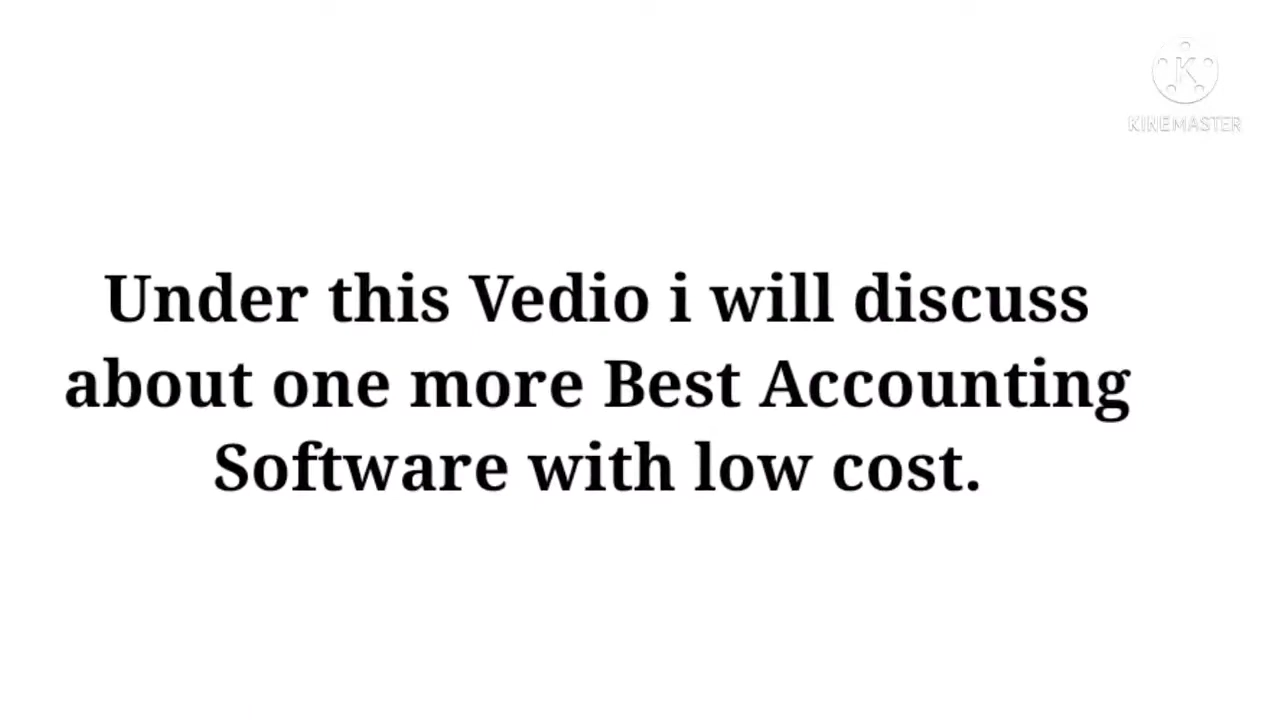 KINEMASTER
Under this Vedio i will discuss
about one more Best Accounting
Software with low cost.